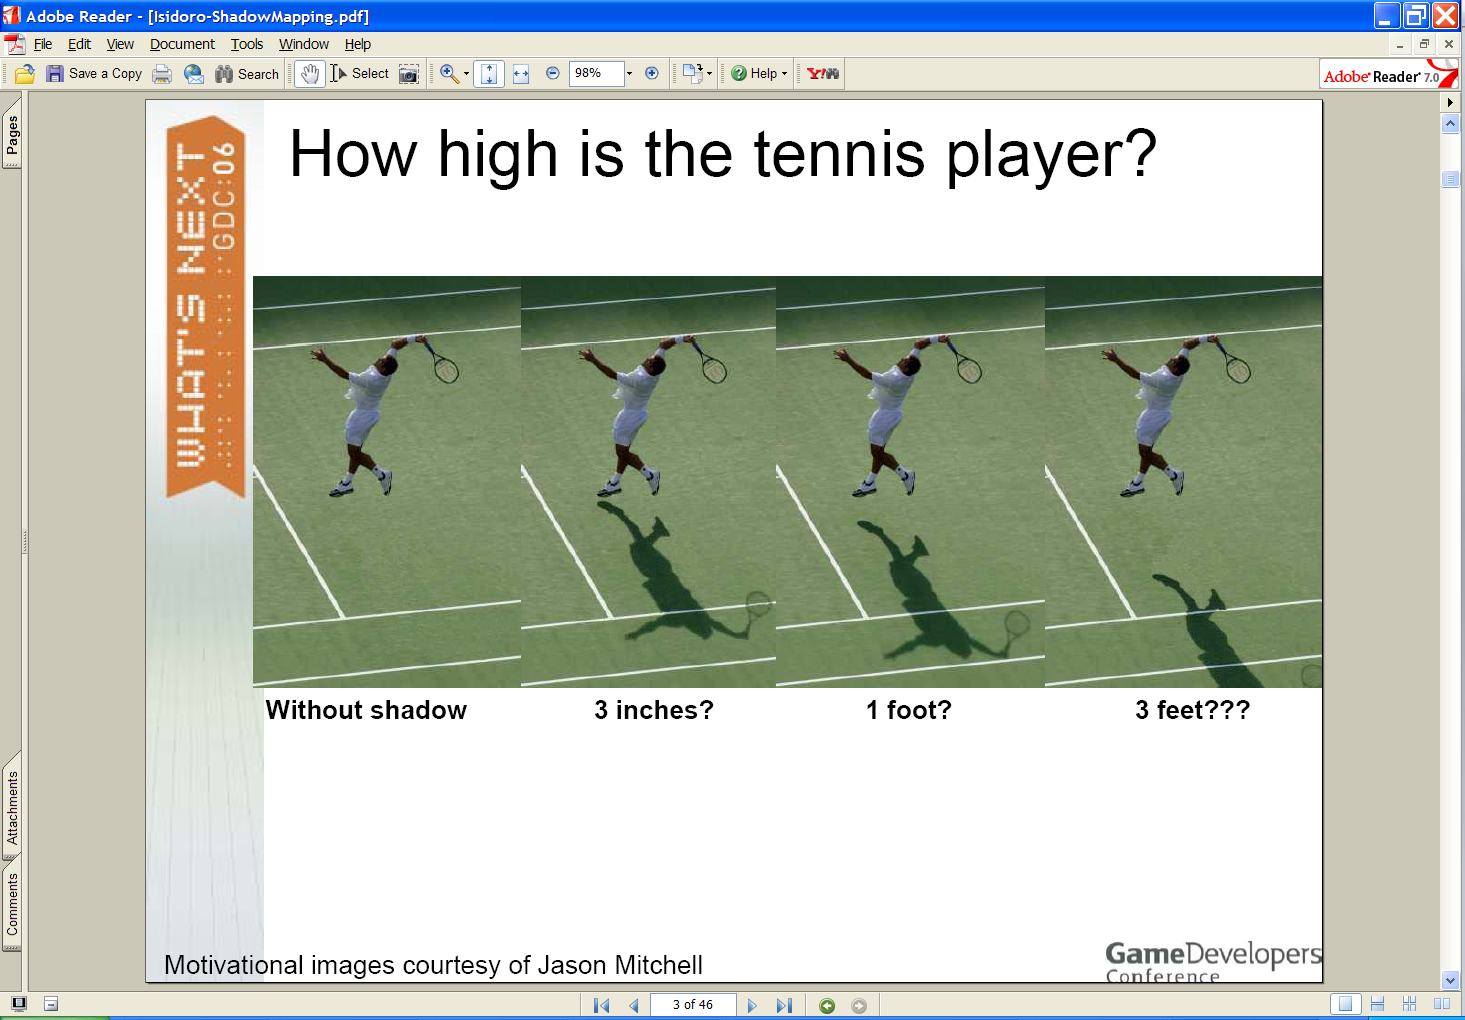 Adobe Reader - [Isidoro-ShadowMapping.pdf]
File Edit View Document Tools Window Help
Save a Copy Search Select 98% Help Y! Adobe Reader 7.0
Pages
Attachments
Comments
WHAT'S NEXT
GDC:06
How high is the tennis player?
Without shadow 3 inches? 1 foot? 3 feet???
Motivational images courtesy of Jason Mitchell
GameDevelopers
Conference
3 of 46